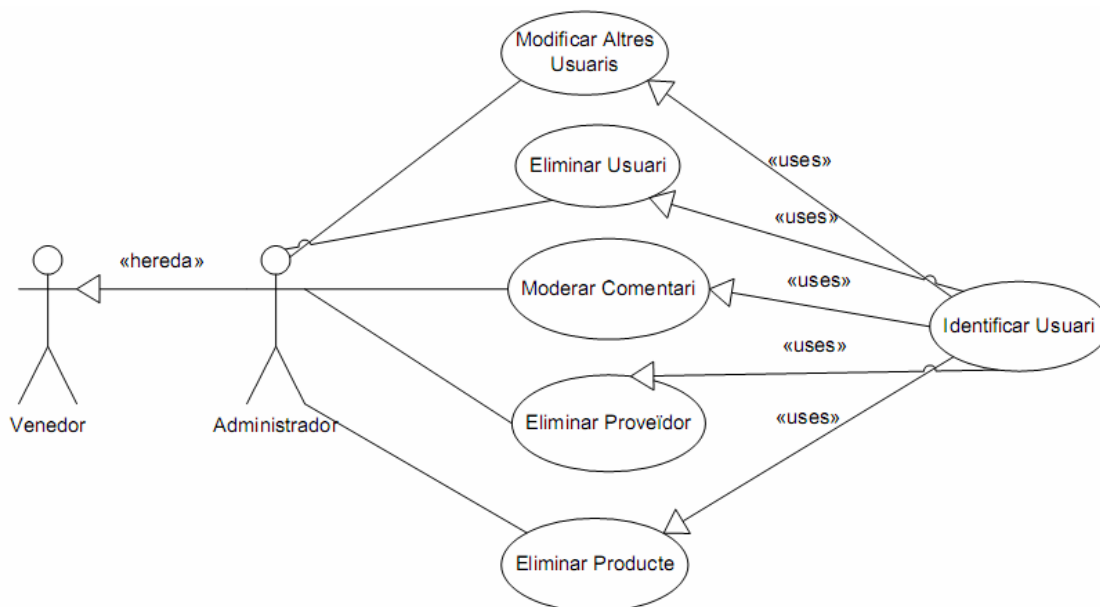 Modificar Altres
Usuaris
«uses»
Eliminar Usuari
«uses»
«hereda»
«uses»
Moderar Comentari
Identificar Usuari
«uses»
Venedor
Administrador
Eliminar Proveïdor
«uses»
Eliminar Producte